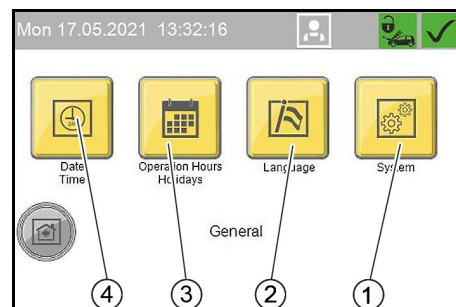 Mon 17.05.2021 13:32:16
Date Operation Hours Language System
Time Holidays
General
4 3 2 1